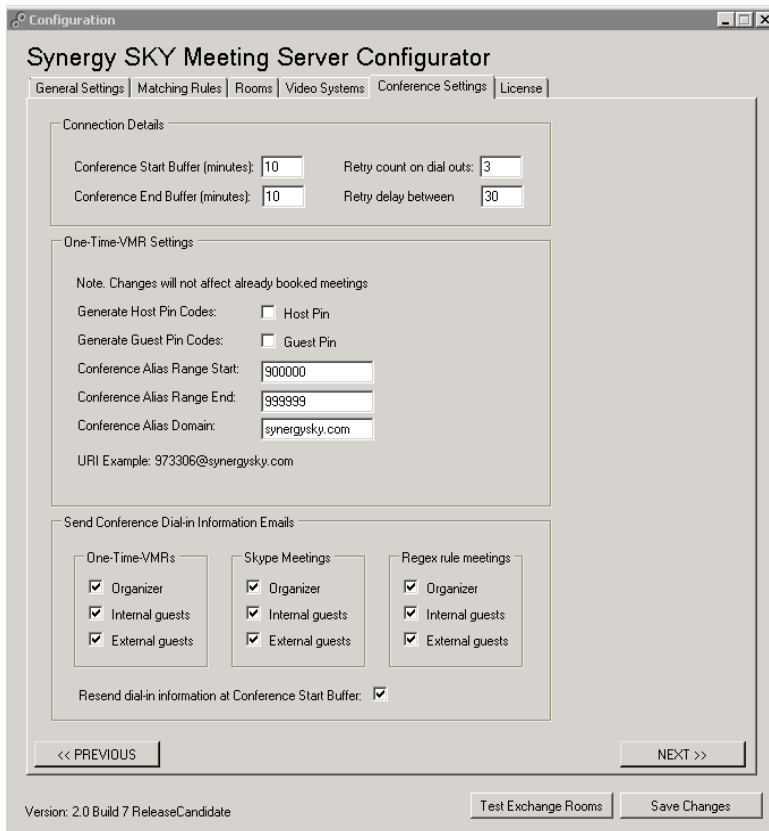 Configuration
Synergy SKY Meeting Server Configurator
General Settings Matching Rules Rooms Video Systems Conference Settings License
Connection Details
Conference Start Buffer (minutes): 10 Retry count on dial outs: 3
Conference End Buffer (minutes): 10 Retry delay between 30
One-Time-VMR Settings
Note. Changes will not affect already booked meetings
Generate Host Pin Codes: Host Pin
Generate Guest Pin Codes: Guest Pin
Conference Alias Range Start: 900000
Conference Alias Range End: 999999
Conference Alias Domain: synergysky.com
URI Example: 973306@synergysky.com
Send Conference Dial-in Information Emails
One-Time-VMRs Skype Meetings Regex rule meetings
Organizer Organizer Organizer
Internal guests Internal guests Internal guests
External guests External guests External guests
Resend dial-in information at Conference Start Buffer:
<< PREVIOUS NEXT >>
Version: 2.0 Build 7 ReleaseCandidate Test Exchange Rooms Save Changes